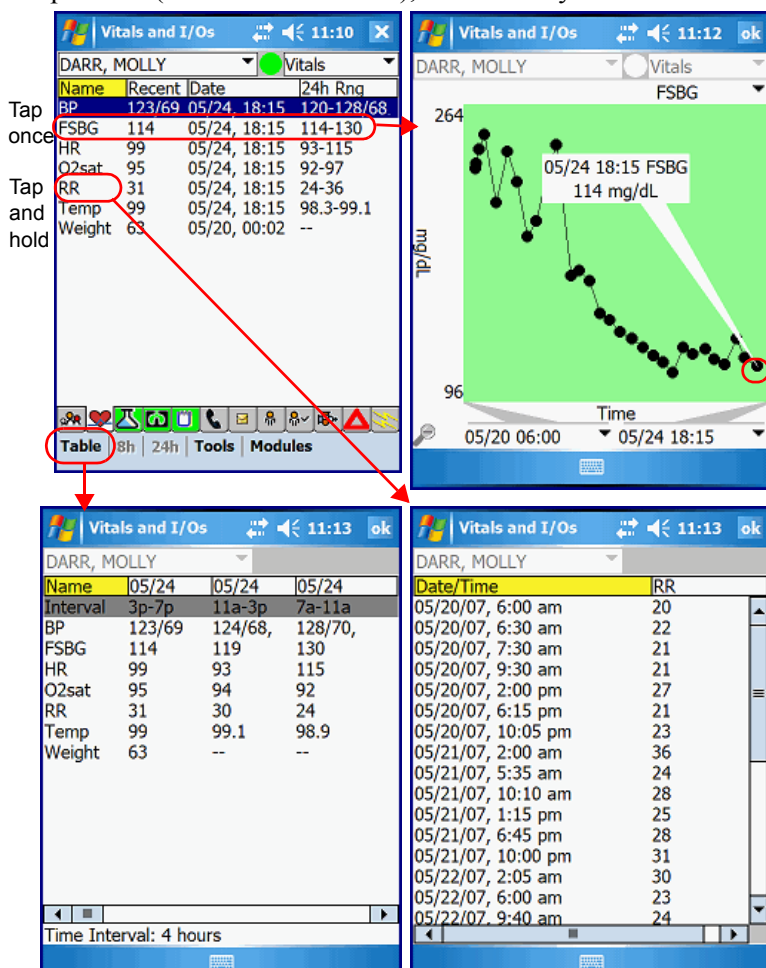 Vitals and I/Os 11:10
DARR, MOLLY Vitals
Name Recent Date 24h Rng
BP 123/69 05/24, 18:15 120-128/68
FSBG 114 05/24, 18:15 114-130
HR 99 05/24, 18:15 93-115
O2sat 95 05/24, 18:15 92-97
RR 31 05/24, 18:15 24-36
Temp 99 05/24, 18:15 98.3-99.1
Weight 63 05/20, 00:02 --
Table 8h 24h Tools Modules
Tap
once
Tap
and
hold
Vitals and I/Os 11:12 ok
DARR, MOLLY Vitals
FSBG
264
05/24 18:15 FSBG
114 mg/dL
mg/dL
96
Time
05/20 06:00 05/24 18:15
Vitals and I/Os 11:13 ok
DARR, MOLLY
Name 05/24 05/24 05/24
Interval 3p-7p 11a-3p 7a-11a
BP 123/69 124/68, 128/70,
FSBG 114 119 130
HR 99 93 115
O2sat 95 94 92
RR 31 30 24
Temp 99 99.1 98.9
Weight 63 -- --
Time Interval: 4 hours
Vitals and I/Os 11:13 ok
DARR, MOLLY
Date/Time RR
05/20/07, 6:00 am 20
05/20/07, 6:30 am 22
05/20/07, 7:30 am 21
05/20/07, 9:30 am 21
05/20/07, 2:00 pm 27
05/20/07, 6:15 pm 21
05/20/07, 10:05 pm 23
05/21/07, 2:00 am 36
05/21/07, 5:35 am 24
05/21/07, 10:10 am 28
05/21/07, 1:15 pm 25
05/21/07, 6:45 pm 28
05/21/07, 10:00 pm 31
05/22/07, 2:05 am 30
05/22/07, 6:00 am 23
05/22/07, 9:40 am 24